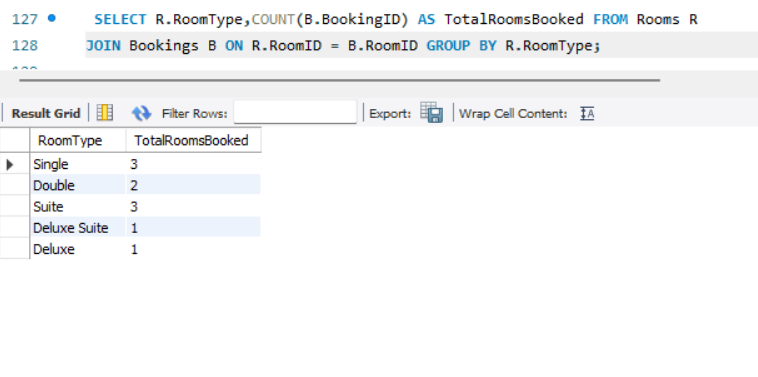 127 SELECT R.RoomType,COUNT(B.BookingID) AS TotalRoomsBooked FROM Rooms R
128 JOIN Bookings B ON R.RoomID = B.RoomID GROUP BY R.RoomType;
Result Grid Filter Rows: Export: Wrap Cell Content:
RoomType TotalRoomsBooked
Single 3
Double 2
Suite 3
Deluxe Suite 1
Deluxe 1